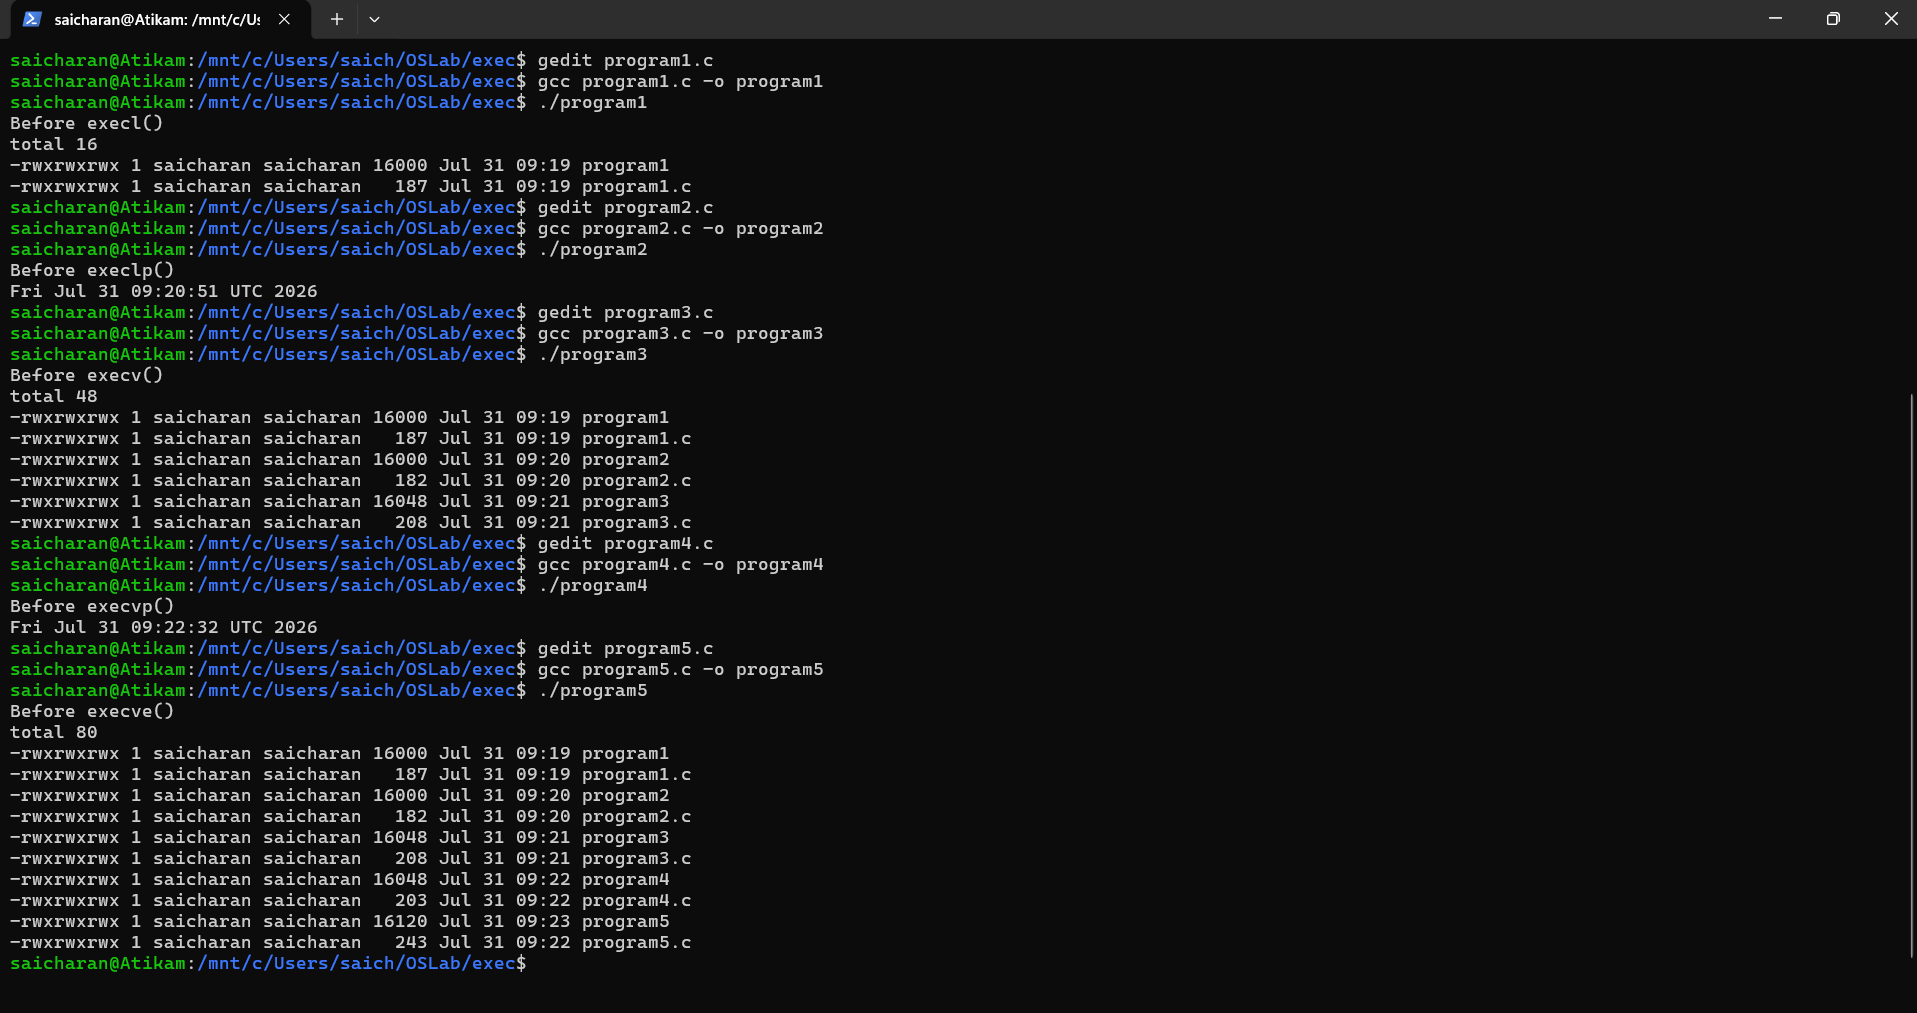 saicharan@Atikam: /mnt/c/Us
saicharan@Atikam:/mnt/c/Users/saich/OSLab/exec$ gedit program1.c
saicharan@Atikam:/mnt/c/Users/saich/OSLab/exec$ gcc program1.c -o program1
saicharan@Atikam:/mnt/c/Users/saich/OSLab/exec$ ./program1
Before execl()
total 16
-rwxrwxrwx 1 saicharan saicharan 16000 Jul 31 09:19 program1
-rwxrwxrwx 1 saicharan saicharan   187 Jul 31 09:19 program1.c
saicharan@Atikam:/mnt/c/Users/saich/OSLab/exec$ gedit program2.c
saicharan@Atikam:/mnt/c/Users/saich/OSLab/exec$ gcc program2.c -o program2
saicharan@Atikam:/mnt/c/Users/saich/OSLab/exec$ ./program2
Before execlp()
Fri Jul 31 09:20:51 UTC 2026
saicharan@Atikam:/mnt/c/Users/saich/OSLab/exec$ gedit program3.c
saicharan@Atikam:/mnt/c/Users/saich/OSLab/exec$ gcc program3.c -o program3
saicharan@Atikam:/mnt/c/Users/saich/OSLab/exec$ ./program3
Before execv()
total 48
-rwxrwxrwx 1 saicharan saicharan 16000 Jul 31 09:19 program1
-rwxrwxrwx 1 saicharan saicharan   187 Jul 31 09:19 program1.c
-rwxrwxrwx 1 saicharan saicharan 16000 Jul 31 09:20 program2
-rwxrwxrwx 1 saicharan saicharan   182 Jul 31 09:20 program2.c
-rwxrwxrwx 1 saicharan saicharan 16048 Jul 31 09:21 program3
-rwxrwxrwx 1 saicharan saicharan   208 Jul 31 09:21 program3.c
saicharan@Atikam:/mnt/c/Users/saich/OSLab/exec$ gedit program4.c
saicharan@Atikam:/mnt/c/Users/saich/OSLab/exec$ gcc program4.c -o program4
saicharan@Atikam:/mnt/c/Users/saich/OSLab/exec$ ./program4
Before execvp()
Fri Jul 31 09:22:32 UTC 2026
saicharan@Atikam:/mnt/c/Users/saich/OSLab/exec$ gedit program5.c
saicharan@Atikam:/mnt/c/Users/saich/OSLab/exec$ gcc program5.c -o program5
saicharan@Atikam:/mnt/c/Users/saich/OSLab/exec$ ./program5
Before execve()
total 80
-rwxrwxrwx 1 saicharan saicharan 16000 Jul 31 09:19 program1
-rwxrwxrwx 1 saicharan saicharan   187 Jul 31 09:19 program1.c
-rwxrwxrwx 1 saicharan saicharan 16000 Jul 31 09:20 program2
-rwxrwxrwx 1 saicharan saicharan   182 Jul 31 09:20 program2.c
-rwxrwxrwx 1 saicharan saicharan 16048 Jul 31 09:21 program3
-rwxrwxrwx 1 saicharan saicharan   208 Jul 31 09:21 program3.c
-rwxrwxrwx 1 saicharan saicharan 16048 Jul 31 09:22 program4
-rwxrwxrwx 1 saicharan saicharan   203 Jul 31 09:22 program4.c
-rwxrwxrwx 1 saicharan saicharan 16120 Jul 31 09:23 program5
-rwxrwxrwx 1 saicharan saicharan   243 Jul 31 09:22 program5.c
saicharan@Atikam:/mnt/c/Users/saich/OSLab/exec$